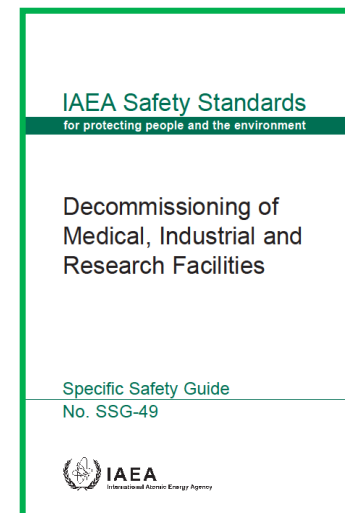 IAEA Safety Standards
for protecting people and the environment
Decommissioning of
Medical, Industrial and
Research Facilities
Specific Safety Guide
No. SSG-49
IAEA
International Atomic Energy Agency